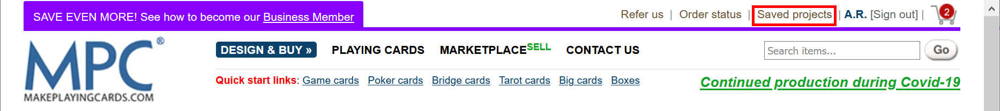 SAVE EVEN MORE! See how to become our Business Member
Refer us | Order status | Saved projects | A.R. [Sign out] | 2
MPC®
MAKEPLAYINGCARDS.COM
DESIGN & BUY » PLAYING CARDS MARKETPLACE SELL CONTACT US
Search items... Go
Quick start links: Game cards Poker cards Bridge cards Tarot cards Big cards Boxes
Continued production during Covid-19